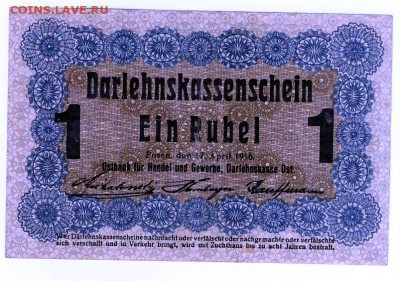 COINS.LAVE.RU
Darlehnskassenschein
1 Ein Rubel 1
Posen, den 17. April 1916.
Ostbank für Handel und Gewerbe, Darlehnskasse Ost.
Wer Darlehnskassenscheine nachmacht oder verfälscht oder nachgemachte oder verfälschte
sich verschafft und in Verkehr bringt, wird mit Zuchthaus bis zu acht Jahren bestraft.